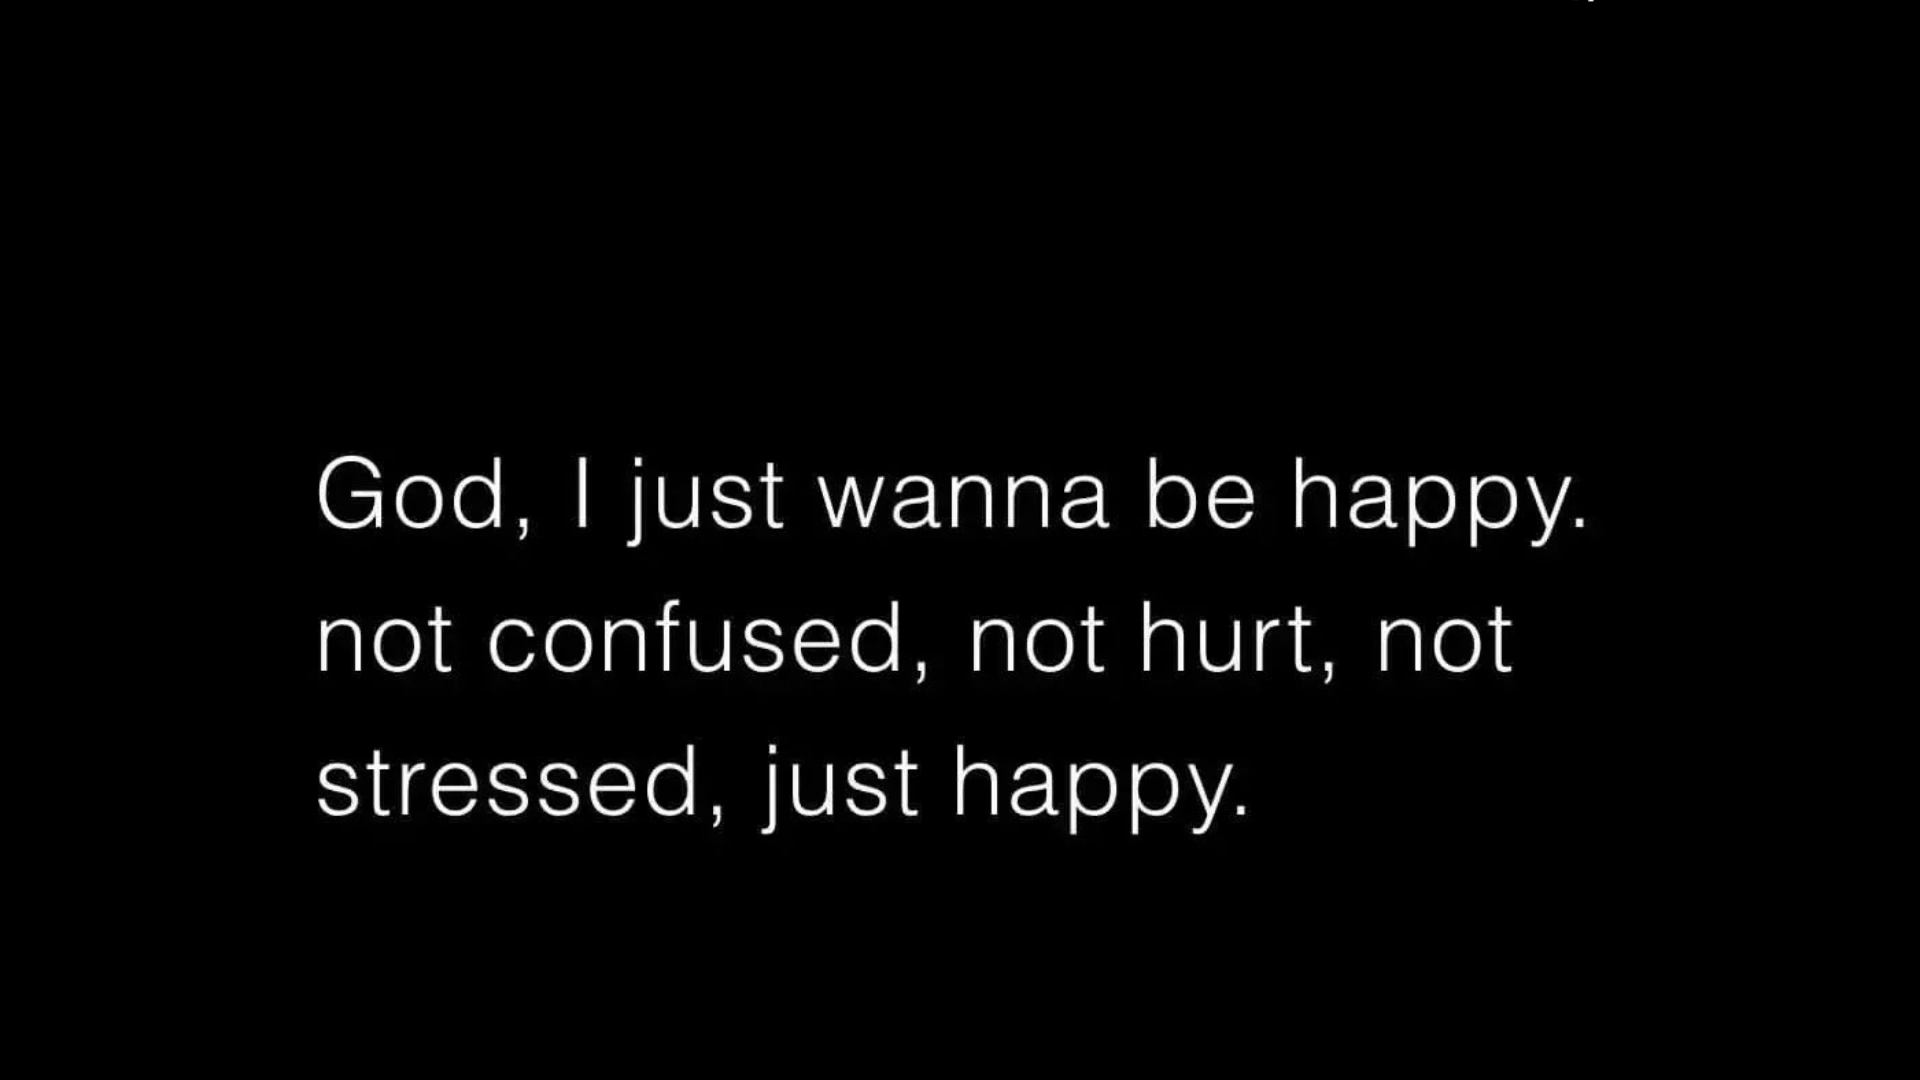 God, I just wanna be happy.
not confused, not hurt, not
stressed, just happy.